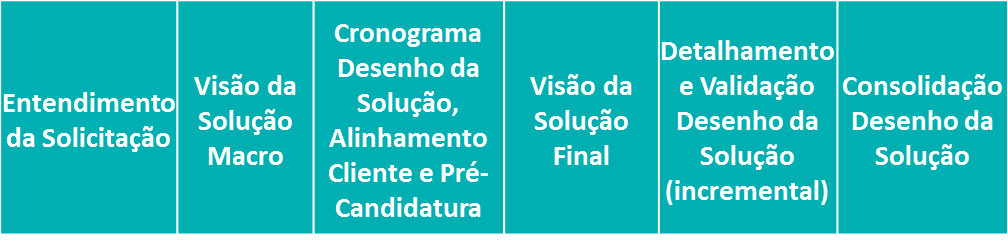 Entendimento
da Solicitação
Visão da
Solução
Macro
Cronograma
Desenho da
Solução,
Alinhamento
Cliente e Pré-
Candidatura
Visão da
Solução
Final
Detalhamento
e Validação
Desenho da
Solução
(incremental)
Consolidação
Desenho da
Solução